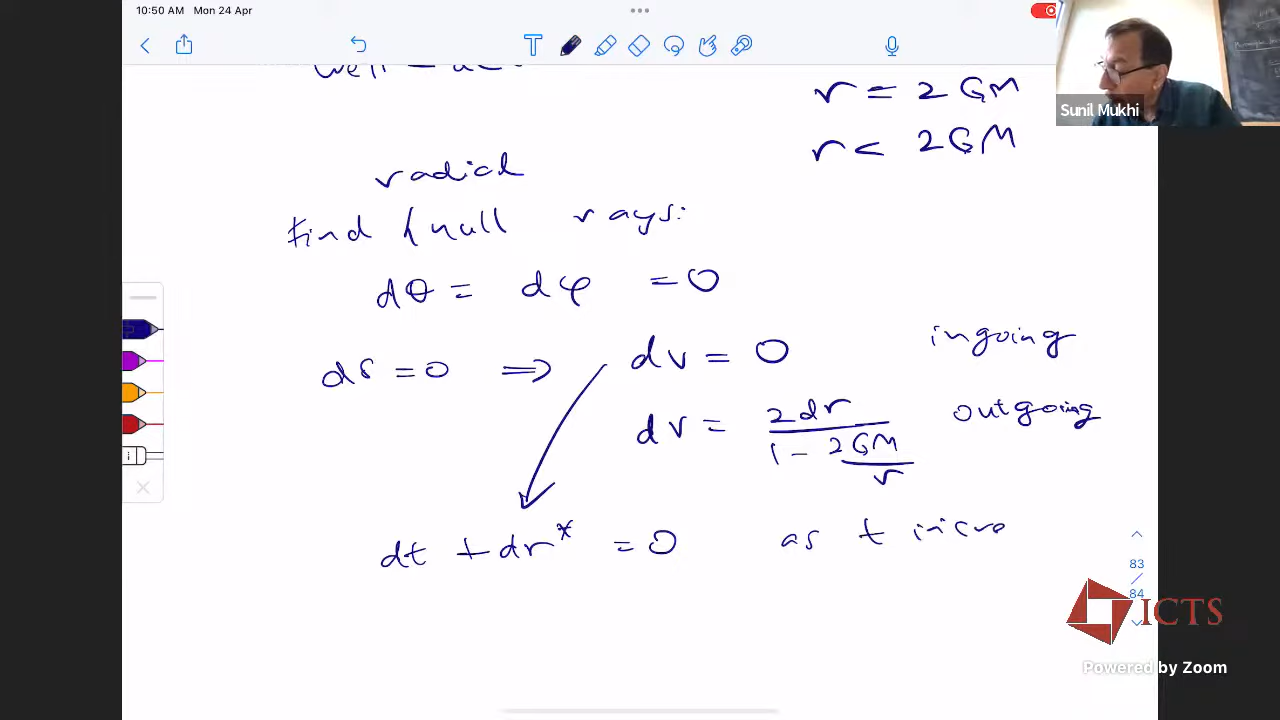 10:50 AM Mon 24 Apr
r = 2GM
Sunil Mukhi
r < 2GM
radial
Find null rays:
dθ = dφ = 0
ds = 0 ⇒ dv = 0 ingoing
dv = 2dr / (1 - 2GM/r) outgoing
dt + dr* = 0 as t increa
83
/
84
ICTS
Powered by Zoom